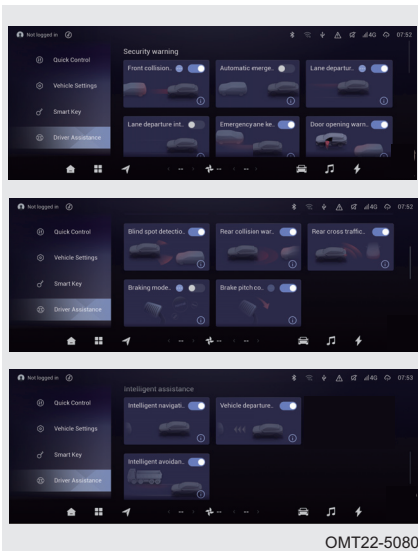 Not logged in
4G 07:52
Quick Control
Vehicle Settings
Smart Key
Driver Assistance
Security warning
Front collision..
Automatic emerge..
Lane departur..
Lane departure int..
Emergencyane ke..
Door opening warn..
Not logged in
4G 07:52
Quick Control
Vehicle Settings
Smart Key
Driver Assistance
Blind spot detectio..
Rear collisien war..
Rear cross traffic..
Braking mode..
Brake pitch co..
Not logged in
4G 07:53
Quick Control
Vehicle Settings
Smart Key
Driver Assistance
Intelligent assistance
Intelligent navigati..
Vehicle departure..
Intelligent avoidan..
OMT22-5080